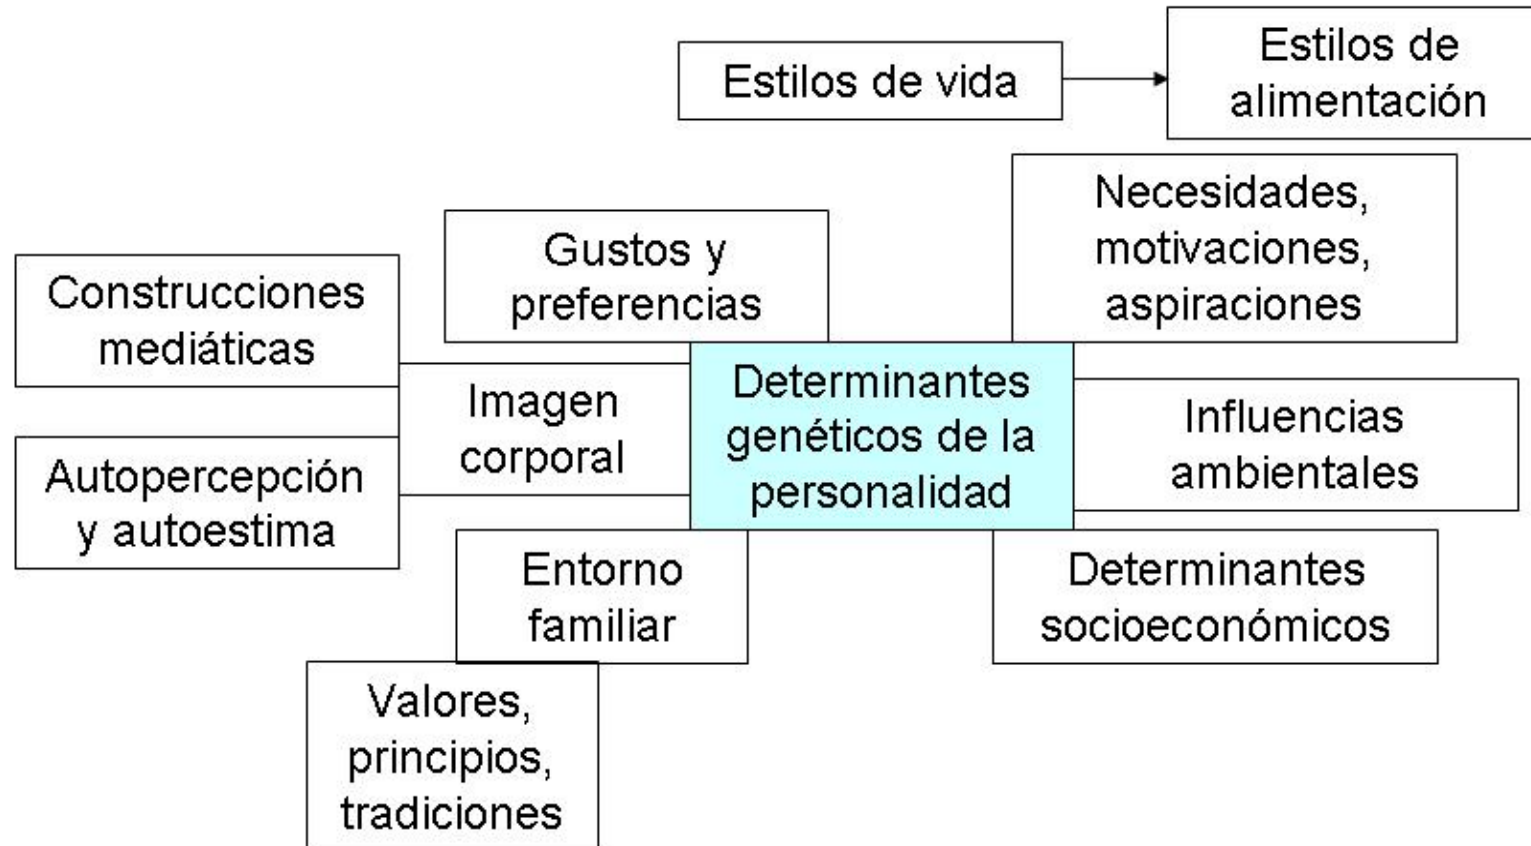 Estilos de vida
Estilos de
alimentación
Necesidades,
motivaciones,
aspiraciones
Gustos y
preferencias
Construcciones
mediáticas
Imagen
corporal
Determinantes
genéticos de la
personalidad
Influencias
ambientales
Autopercepción
y autoestima
Entorno
familiar
Determinantes
socioeconómicos
Valores,
principios,
tradiciones